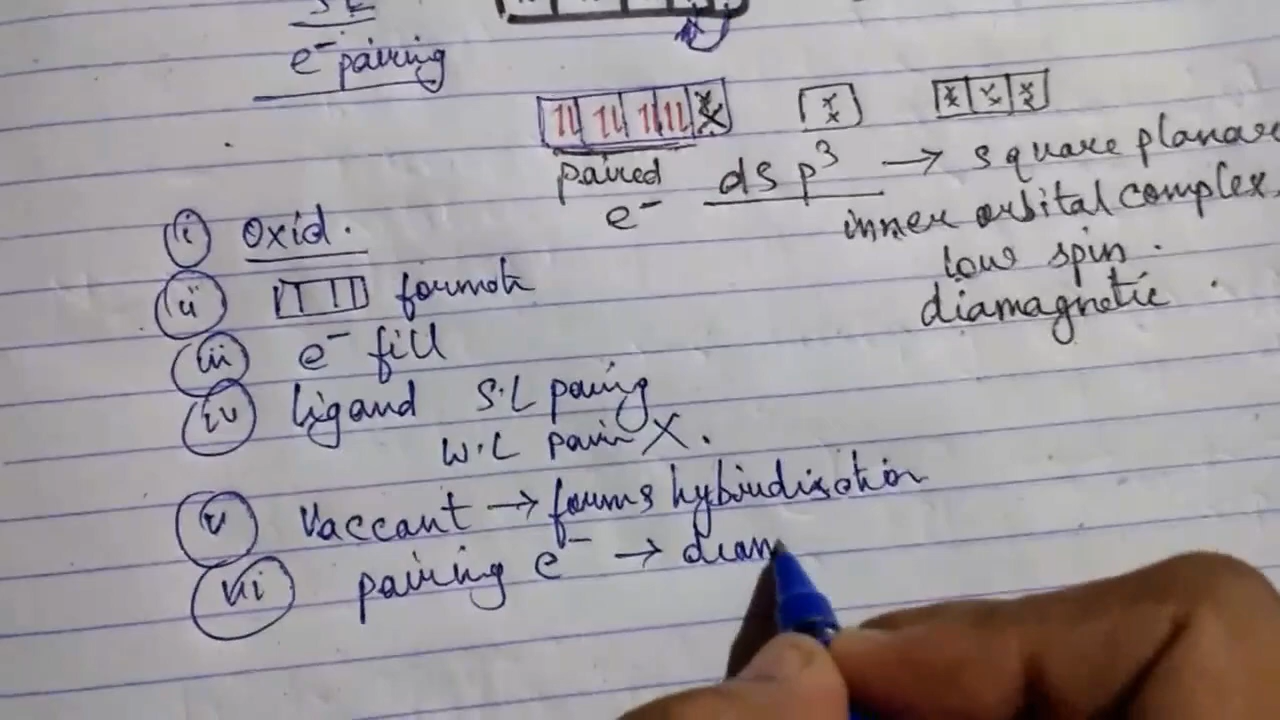 e⁻ pairing
paired
e⁻
dsp³ → square planar
inner orbital complex
low spin.
diamagnetic.
(i) Oxid.
(ii) formatn
(iii) e⁻ fill
(iv) ligand S.L pairing
W.L pair X.
(v) Vaccant → forms hybridisation
(vi) pairing e⁻ → diam